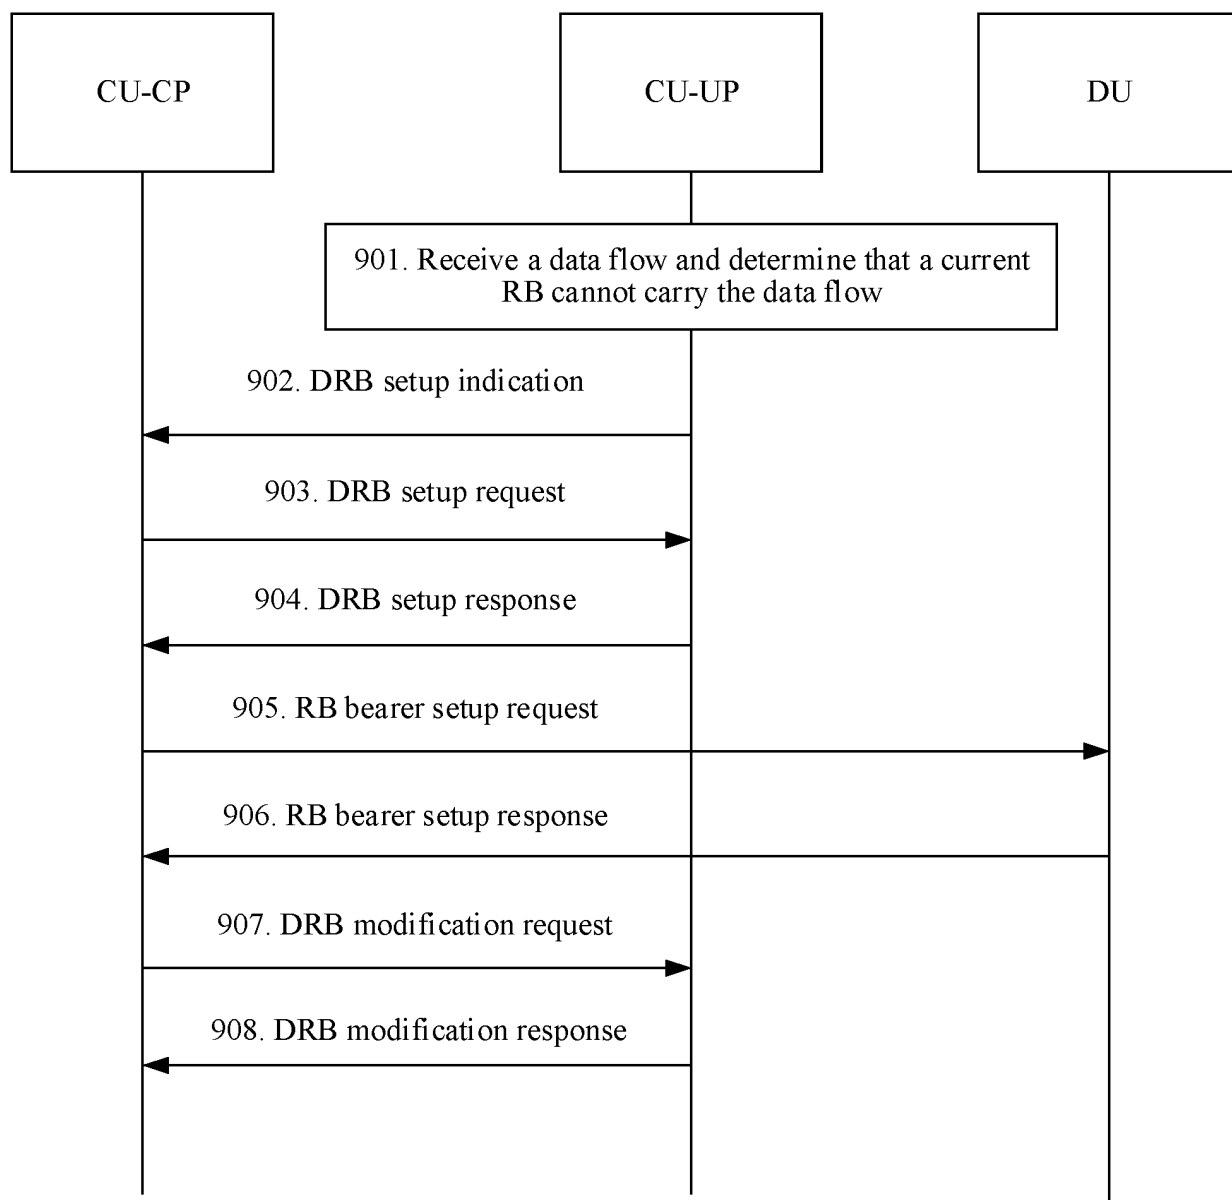 CU-CP
CU-UP
DU
901. Receive a data flow and determine that a current
RB cannot carry the data flow
902. DRB setup indication
903. DRB setup request
904. DRB setup response
905. RB bearer setup request
906. RB bearer setup response
907. DRB modification request
908. DRB modification response